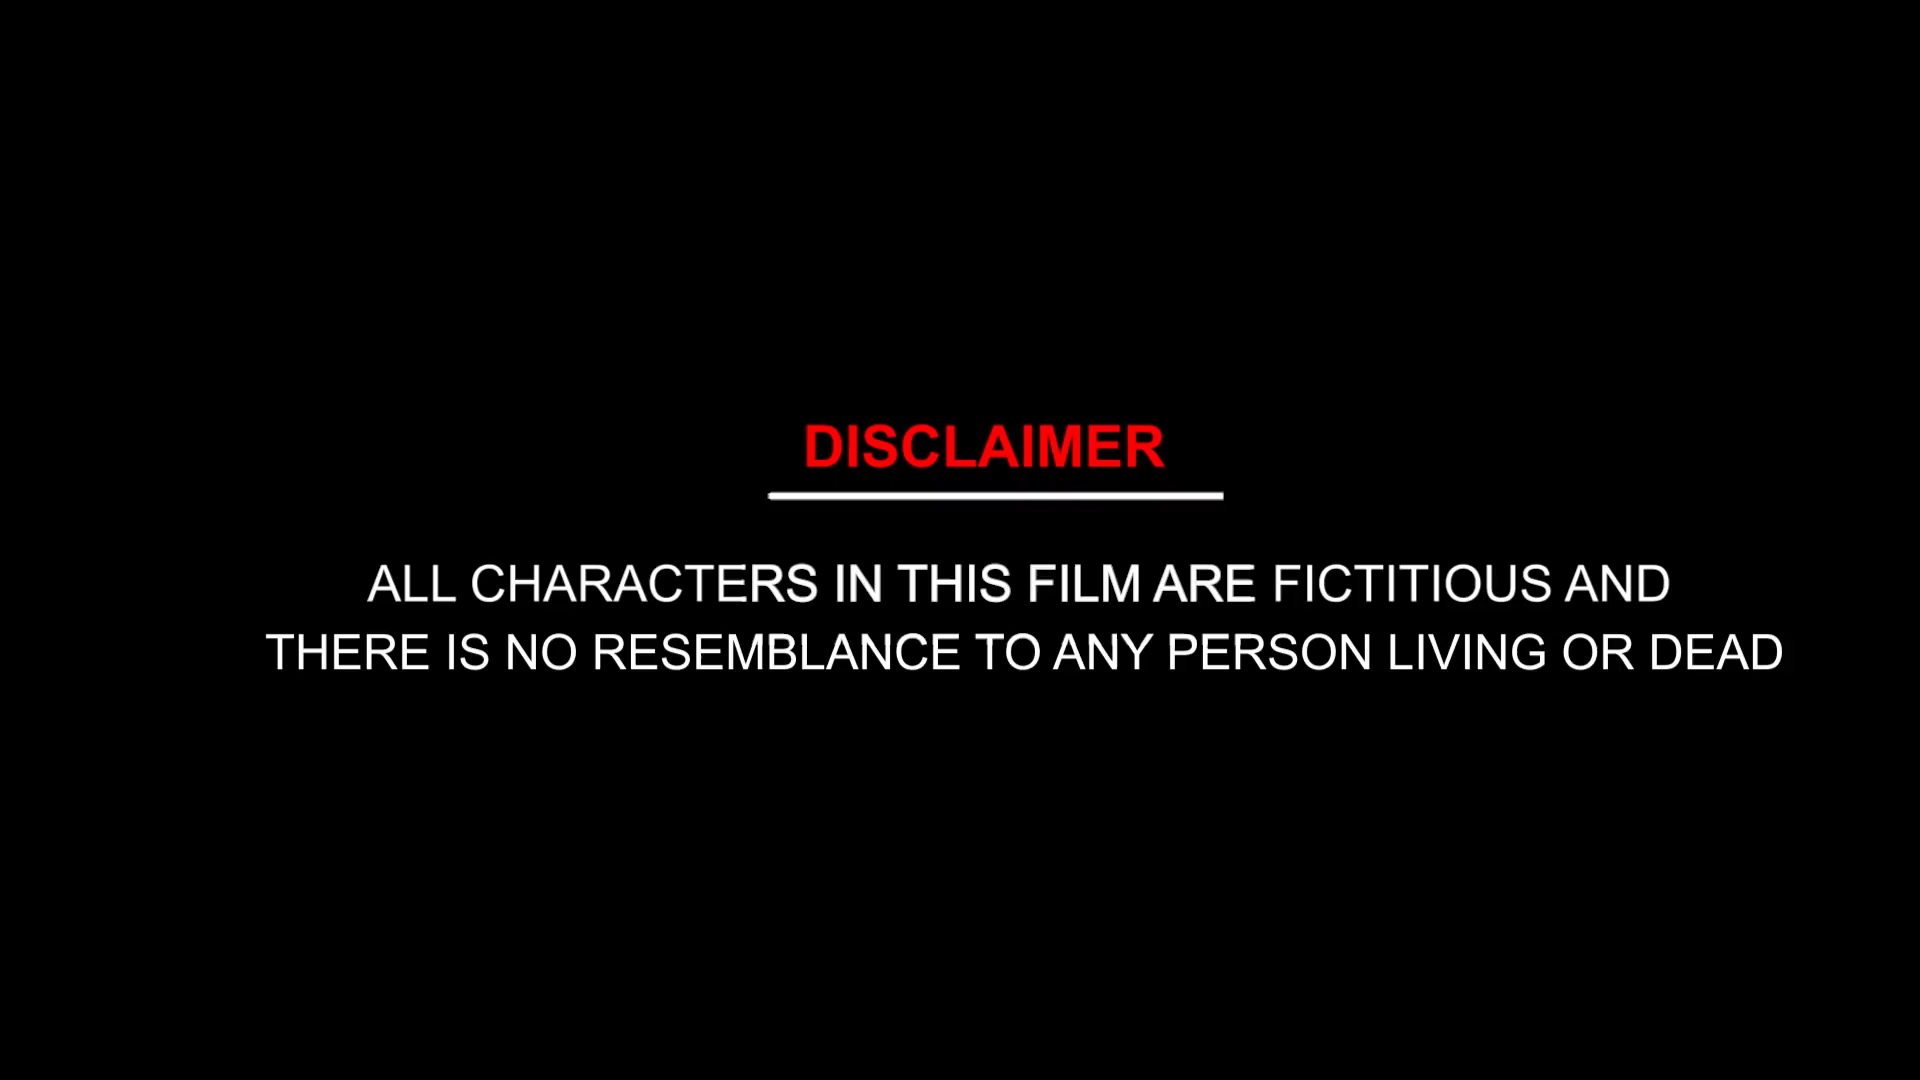 DISCLAIMER
ALL CHARACTERS IN THIS FILM ARE FICTITIOUS AND
THERE IS NO RESEMBLANCE TO ANY PERSON LIVING OR DEAD